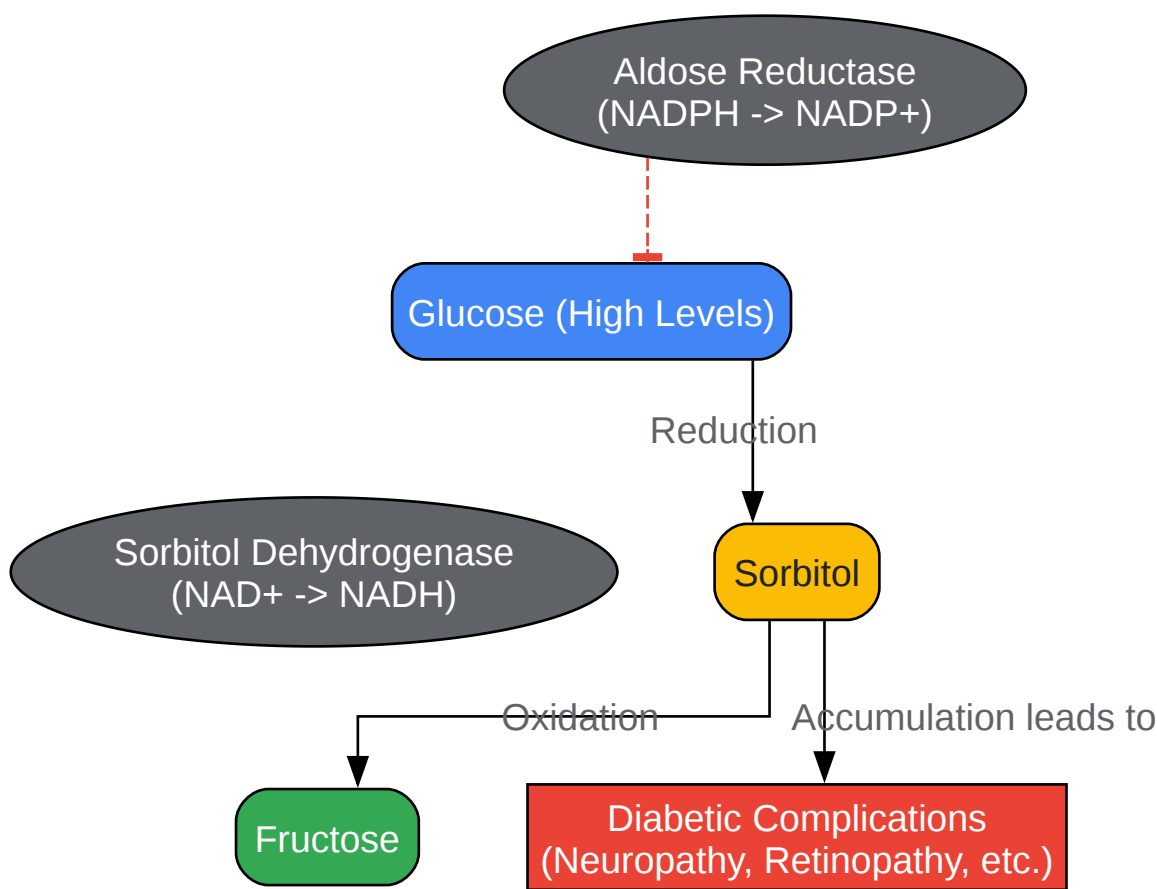 Aldose Reductase
(NADPH -> NADP+)
Glucose (High Levels)
Reduction
Sorbitol Dehydrogenase
(NAD+ -> NADH)
Sorbitol
Oxidation
Accumulation leads to
Fructose
Diabetic Complications
(Neuropathy, Retinopathy, etc.)